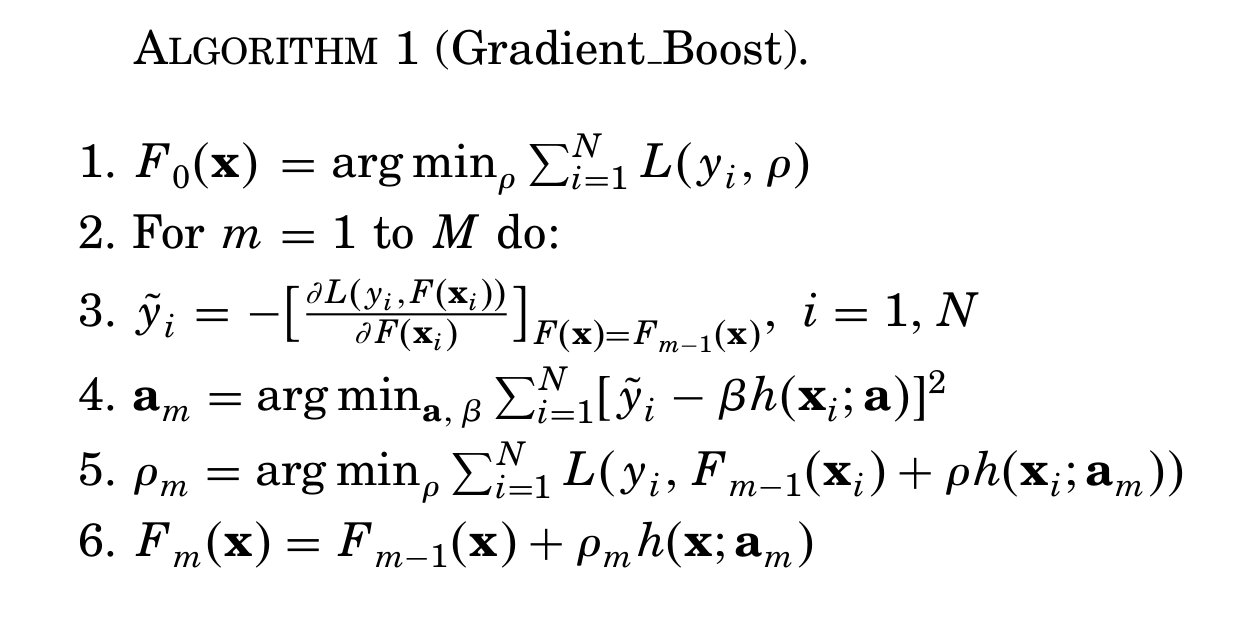 ALGORITHM 1 (Gradient_Boost).
1. F₀(𝐱) = arg min_ρ ∑_{i=1}^{N} L(y_i, ρ)
2. For m = 1 to M do:
3. ỹ_i = −[∂L(y_i, F(𝐱_i))/∂F(𝐱_i)]_{F(𝐱)=F_{m−1}(𝐱)}, i = 1, N
4. 𝐚_m = arg min_{𝐚, β} ∑_{i=1}^{N} [ỹ_i − βh(𝐱_i; 𝐚)]²
5. ρ_m = arg min_ρ ∑_{i=1}^{N} L(y_i, F_{m−1}(𝐱_i) + ρh(𝐱_i; 𝐚_m))
6. F_m(𝐱) = F_{m−1}(𝐱) + ρ_m h(𝐱; 𝐚_m)